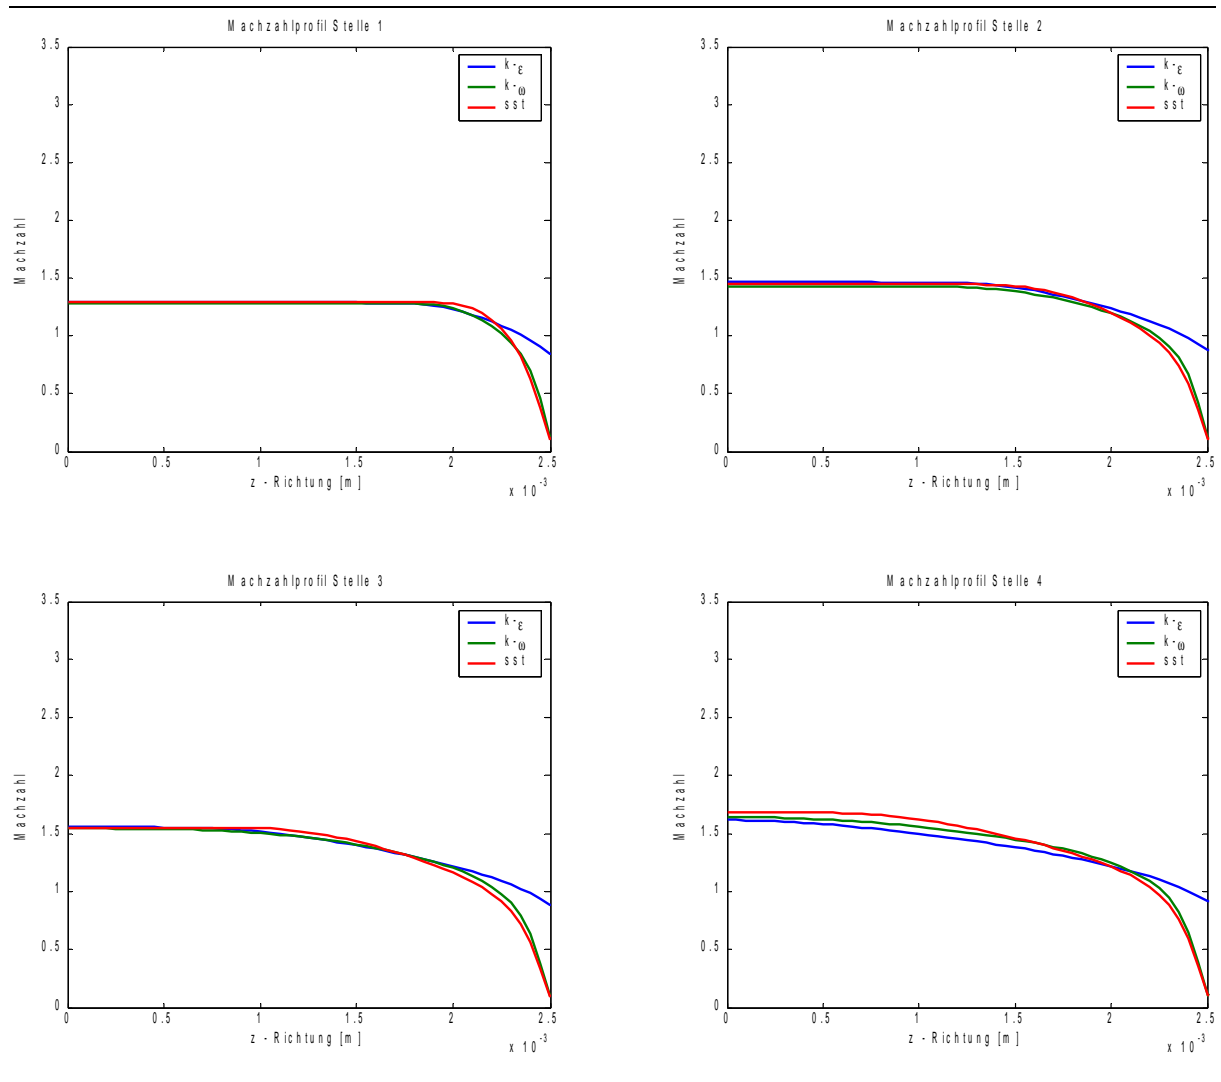 Machzahlprofil Stelle 1
3.5
3
2.5
2
1.5
1
0.5
0
Machzahl
k-ε
k-ω
sst
0 0.5 1 1.5 2 2.5
z - Richtung [m]
x 10^-3
Machzahlprofil Stelle 2
3.5
3
2.5
2
1.5
1
0.5
0
Machzahl
k-ε
k-ω
sst
0 0.5 1 1.5 2 2.5
z - Richtung [m]
x 10^-3
Machzahlprofil Stelle 3
3.5
3
2.5
2
1.5
1
0.5
0
Machzahl
k-ε
k-ω
sst
0 0.5 1 1.5 2 2.5
z - Richtung [m]
x 10^-3
Machzahlprofil Stelle 4
3.5
3
2.5
2
1.5
1
0.5
0
Machzahl
k-ε
k-ω
sst
0 0.5 1 1.5 2 2.5
z - Richtung [m]
x 10^-3